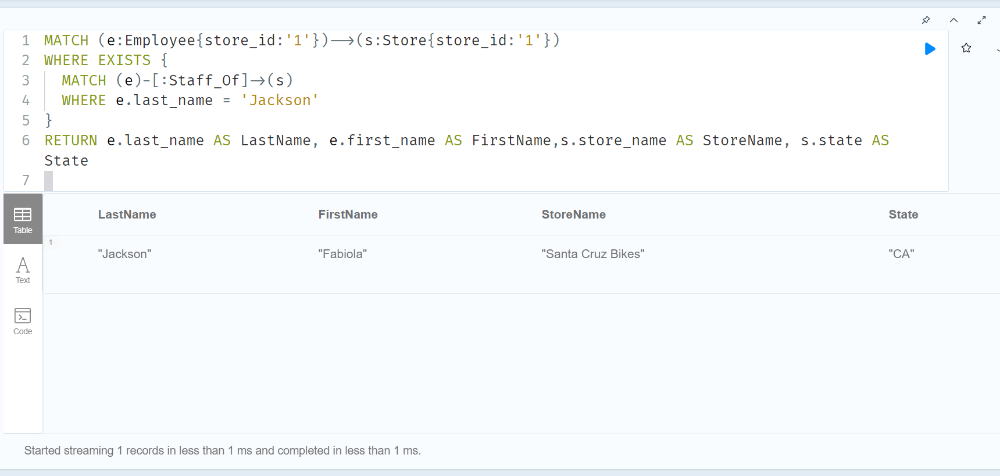 1 MATCH (e:Employee{store_id:'1'})-->(s:Store{store_id:'1'})
2 WHERE EXISTS {
3 MATCH (e)-[:Staff_Of]->(s)
4 WHERE e.last_name = 'Jackson'
5 }
6 RETURN e.last_name AS LastName, e.first_name AS FirstName,s.store_name AS StoreName, s.state AS
State
7
Table
Text
Code
LastName FirstName StoreName State
1
"Jackson" "Fabiola" "Santa Cruz Bikes" "CA"
Started streaming 1 records in less than 1 ms and completed in less than 1 ms.